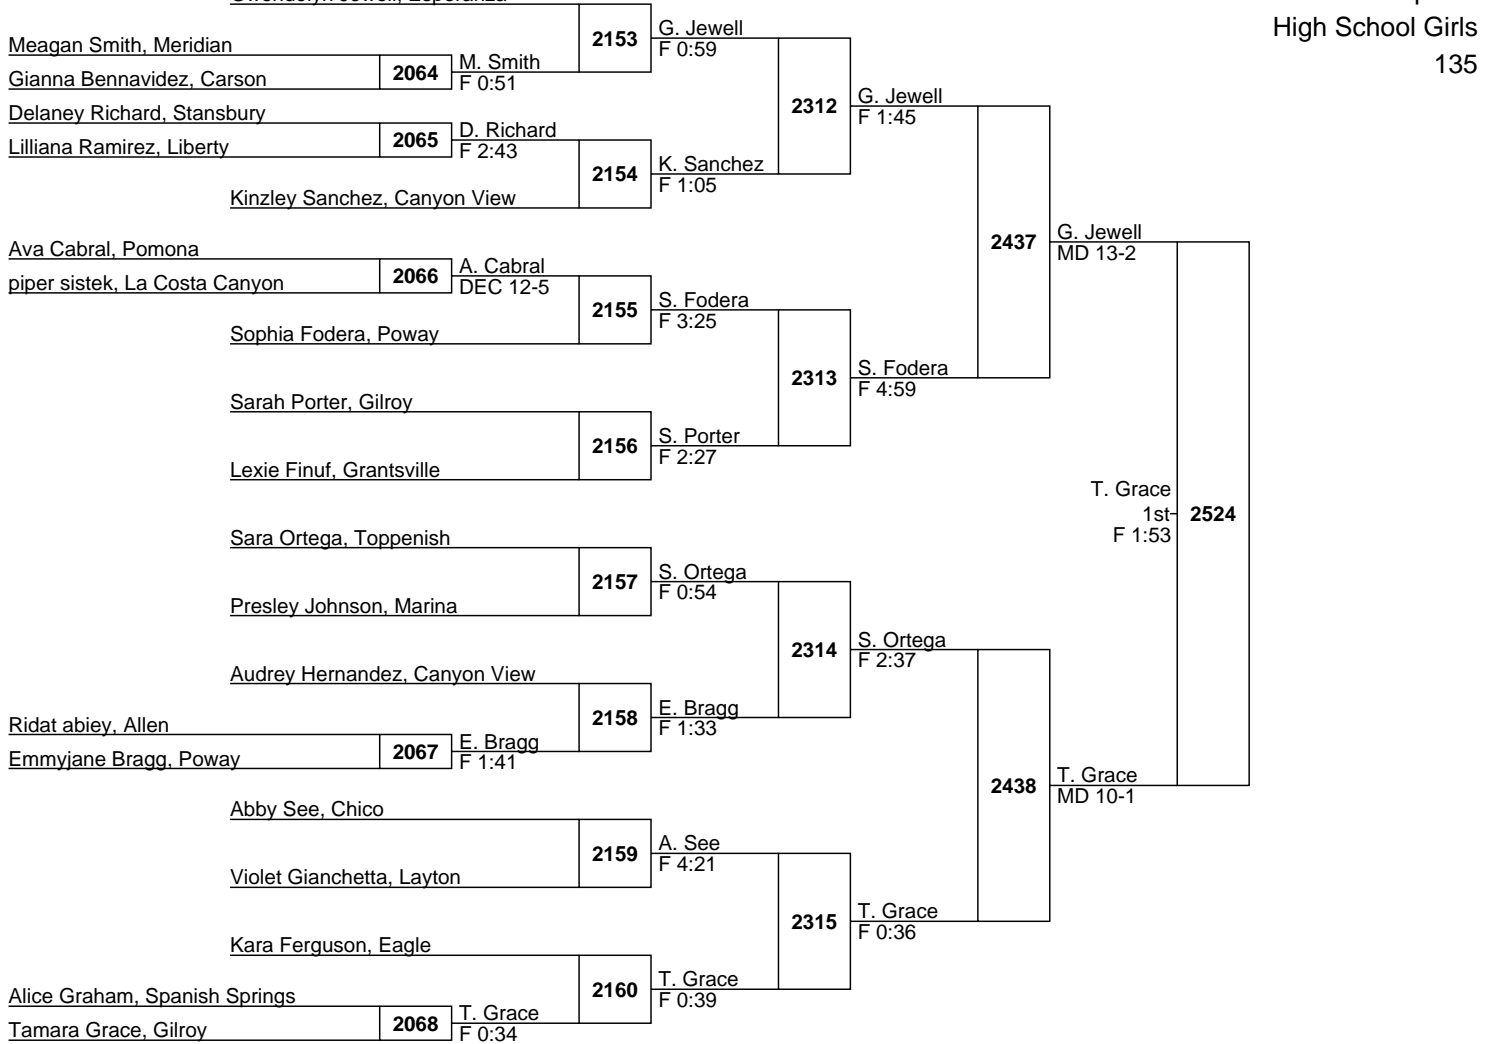 2153
G. Jewell
F 0:59
High School Girls
135
Meagan Smith, Meridian
Gianna Bennavidez, Carson
2064
M. Smith
F 0:51
2312
G. Jewell
F 1:45
Delaney Richard, Stansbury
Lilliana Ramirez, Liberty
2065
D. Richard
F 2:43
2154
K. Sanchez
F 1:05
Kinzley Sanchez, Canyon View
2437
G. Jewell
MD 13-2
Ava Cabral, Pomona
piper sistek, La Costa Canyon
2066
A. Cabral
DEC 12-5
2155
S. Fodera
F 3:25
Sophia Fodera, Poway
2313
S. Fodera
F 4:59
Sarah Porter, Gilroy
2156
S. Porter
F 2:27
Lexie Finuf, Grantsville
T. Grace
1st
F 1:53
2524
Sara Ortega, Toppenish
2157
S. Ortega
F 0:54
Presley Johnson, Marina
2314
S. Ortega
F 2:37
Audrey Hernandez, Canyon View
2158
E. Bragg
F 1:33
Ridat abiey, Allen
Emmyjane Bragg, Poway
2067
E. Bragg
F 1:41
2438
T. Grace
MD 10-1
Abby See, Chico
2159
A. See
F 4:21
Violet Gianchetta, Layton
2315
T. Grace
F 0:36
Kara Ferguson, Eagle
2160
T. Grace
F 0:39
Alice Graham, Spanish Springs
Tamara Grace, Gilroy
2068
T. Grace
F 0:34